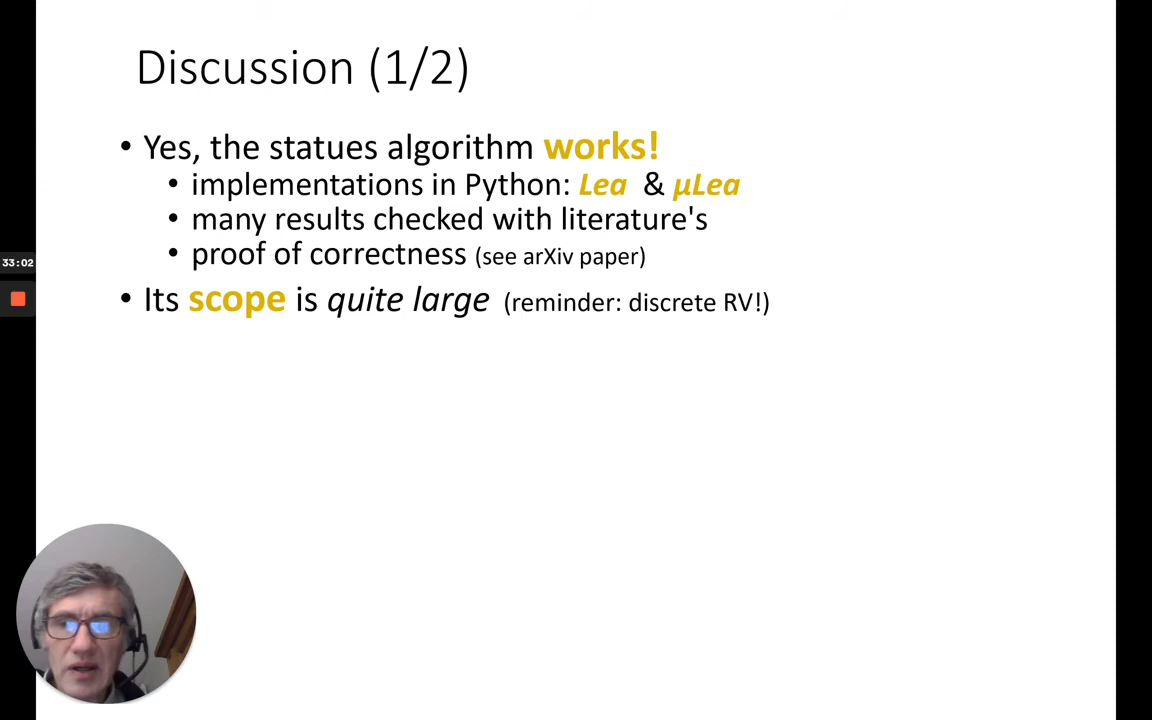 Discussion (1/2)
• Yes, the statues algorithm works!
• implementations in Python: Lea & µLea
• many results checked with literature's
• proof of correctness (see arXiv paper)
33:02
• Its scope is quite large (reminder: discrete RV!)